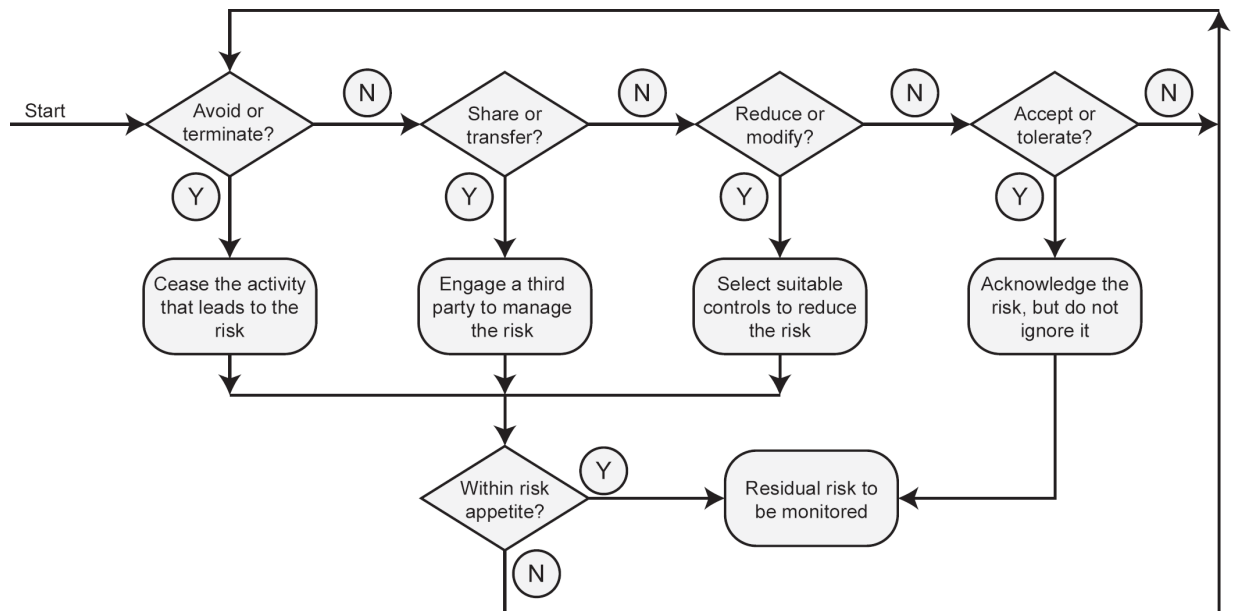 Start
Avoid or
terminate?
N
Share or
transfer?
N
Reduce or
modify?
N
Accept or
tolerate?
N
Y
Y
Y
Y
Cease the activity
that leads to the
risk
Engage a third
party to manage
the risk
Select suitable
controls to reduce
the risk
Acknowledge the
risk, but do not
ignore it
Within risk
appetite?
Y
Residual risk to
be monitored
N